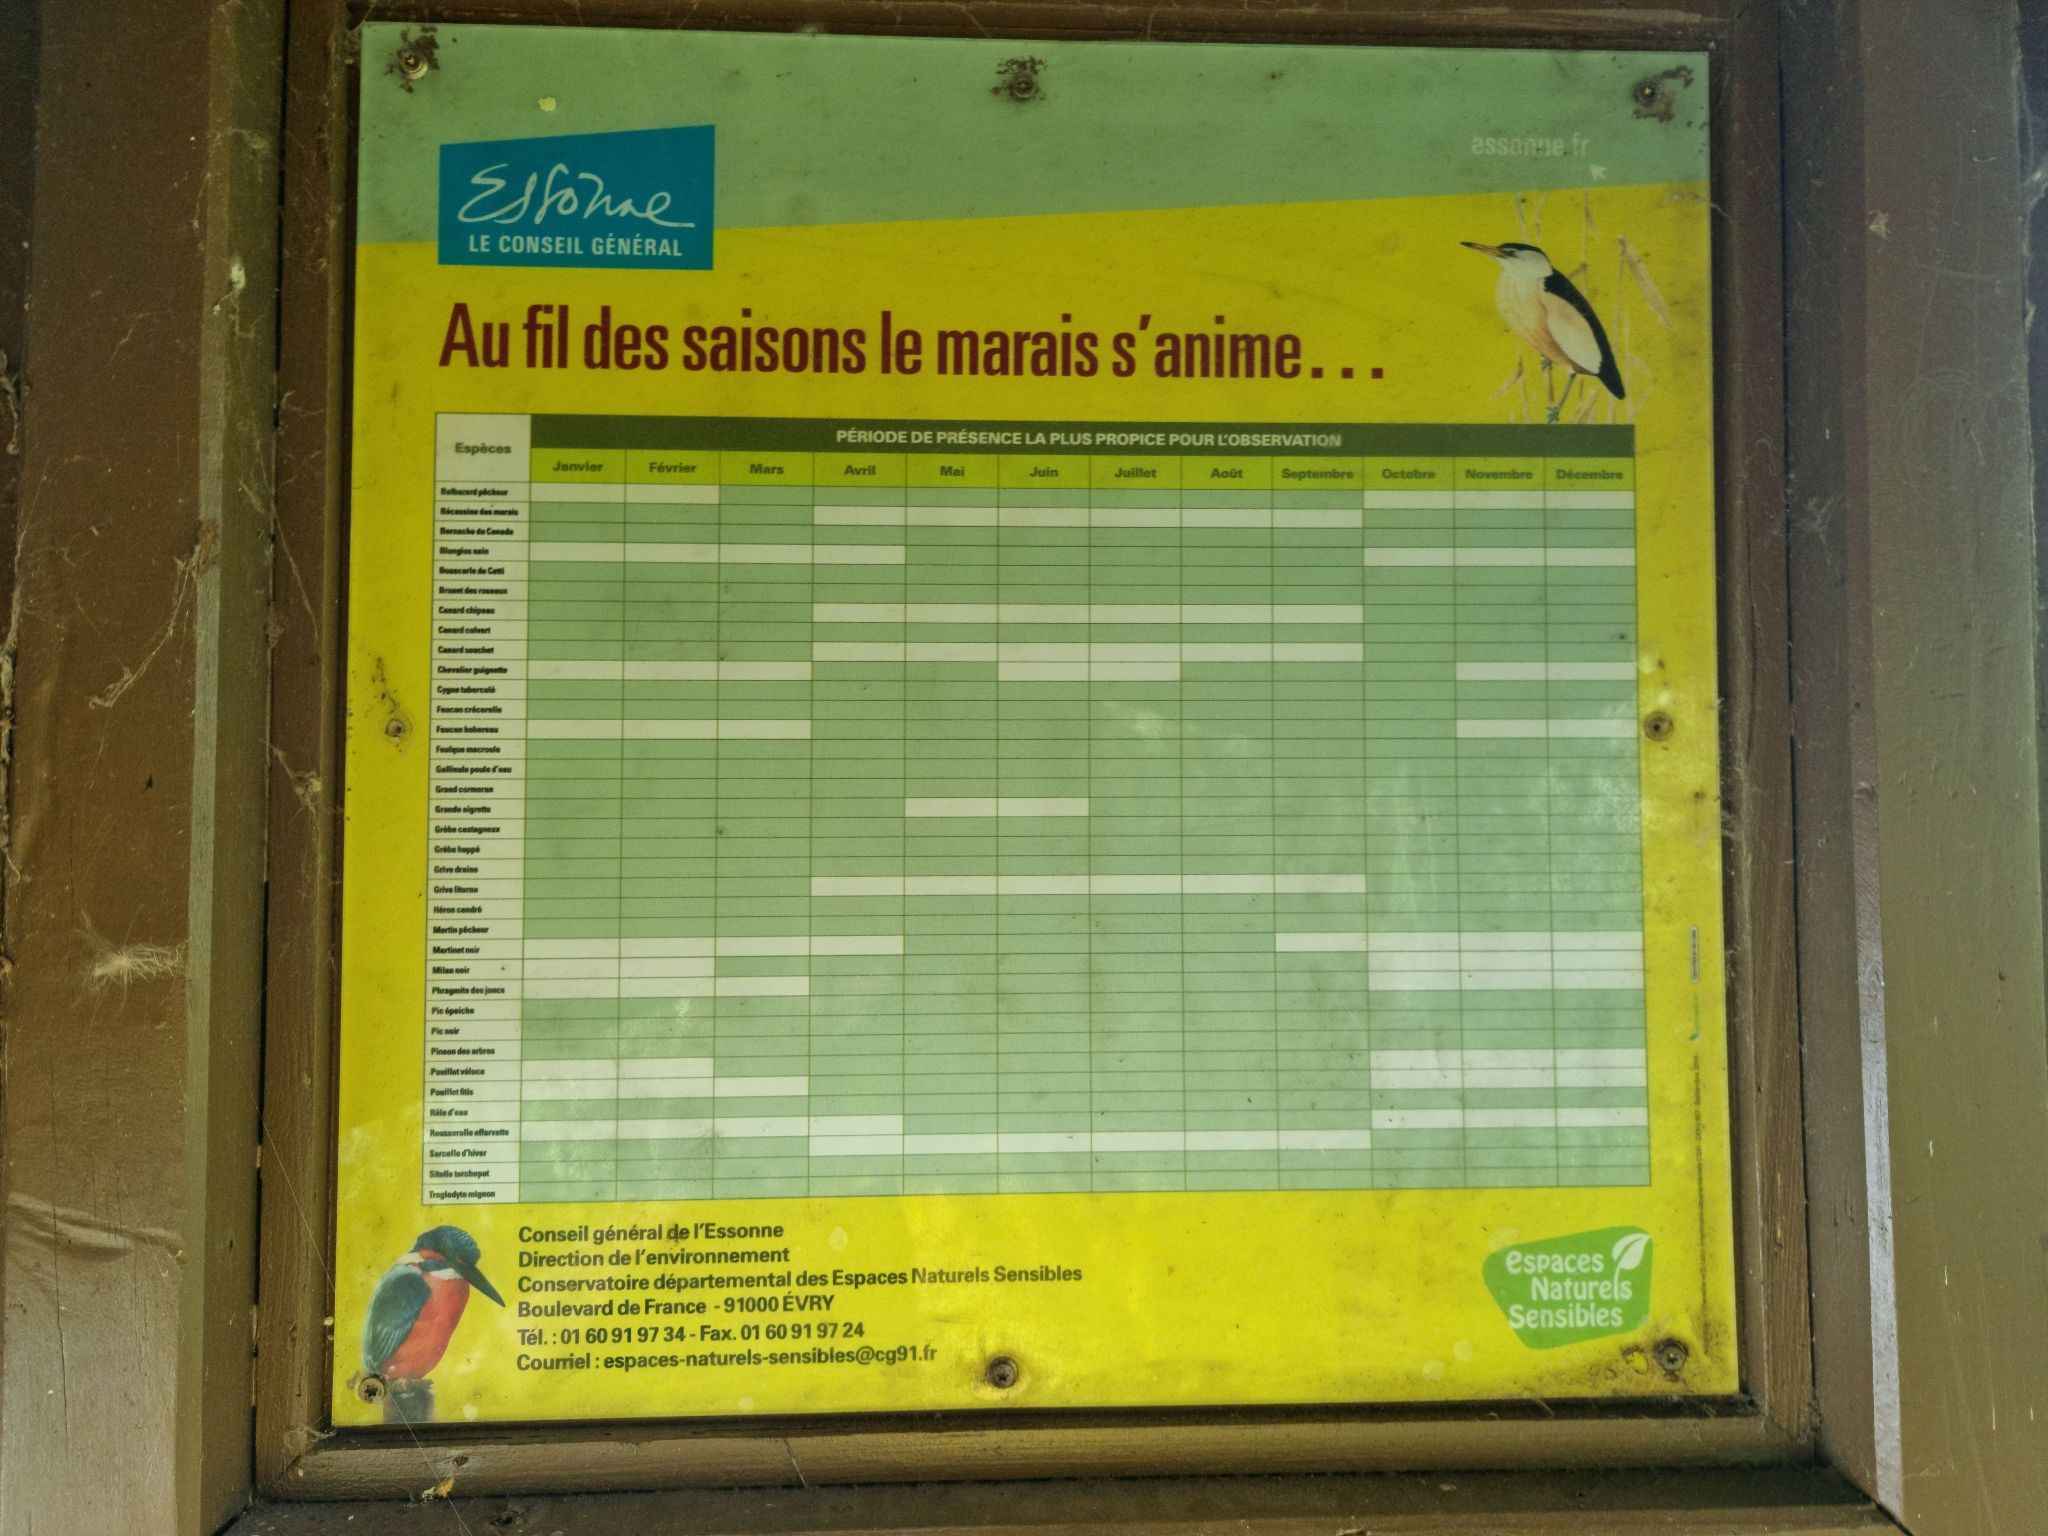 essonne.fr
Essonne
LE CONSEIL GÉNÉRAL
Au fil des saisons le marais s'anime...
Espèces
PÉRIODE DE PRÉSENCE LA PLUS PROPICE POUR L'OBSERVATION
Janvier Février Mars Avril Mai Juin Juillet Août Septembre Octobre Novembre Décembre
Balbuzard pêcheur
Bécassine des marais
Bernache du Canada
Blongios nain
Bouscarle de Cetti
Bruant des roseaux
Canard chipeau
Canard colvert
Canard souchet
Chevalier guignette
Cygne tuberculé
Faucon crécerelle
Faucon hobereau
Foulque macroule
Gallinule poule d'eau
Grand cormoran
Grande aigrette
Grèbe castagneux
Grèbe huppé
Grive draine
Grive litorne
Héron cendré
Martin pêcheur
Martinet noir
Milan noir
Phragmite des joncs
Pic épeiche
Pic noir
Pinson des arbres
Pouillot véloce
Pouillot fitis
Râle d'eau
Rousserolle effarvatte
Sarcelle d'hiver
Sittelle torchepot
Troglodyte mignon
Conseil général de l'Essonne
Direction de l'environnement
Conservatoire départemental des Espaces Naturels Sensibles
Boulevard de France - 91000 ÉVRY
Tél. : 01 60 91 97 34 - Fax. 01 60 91 97 24
Courriel : espaces-naturels-sensibles@cg91.fr
espaces
Naturels
Sensibles